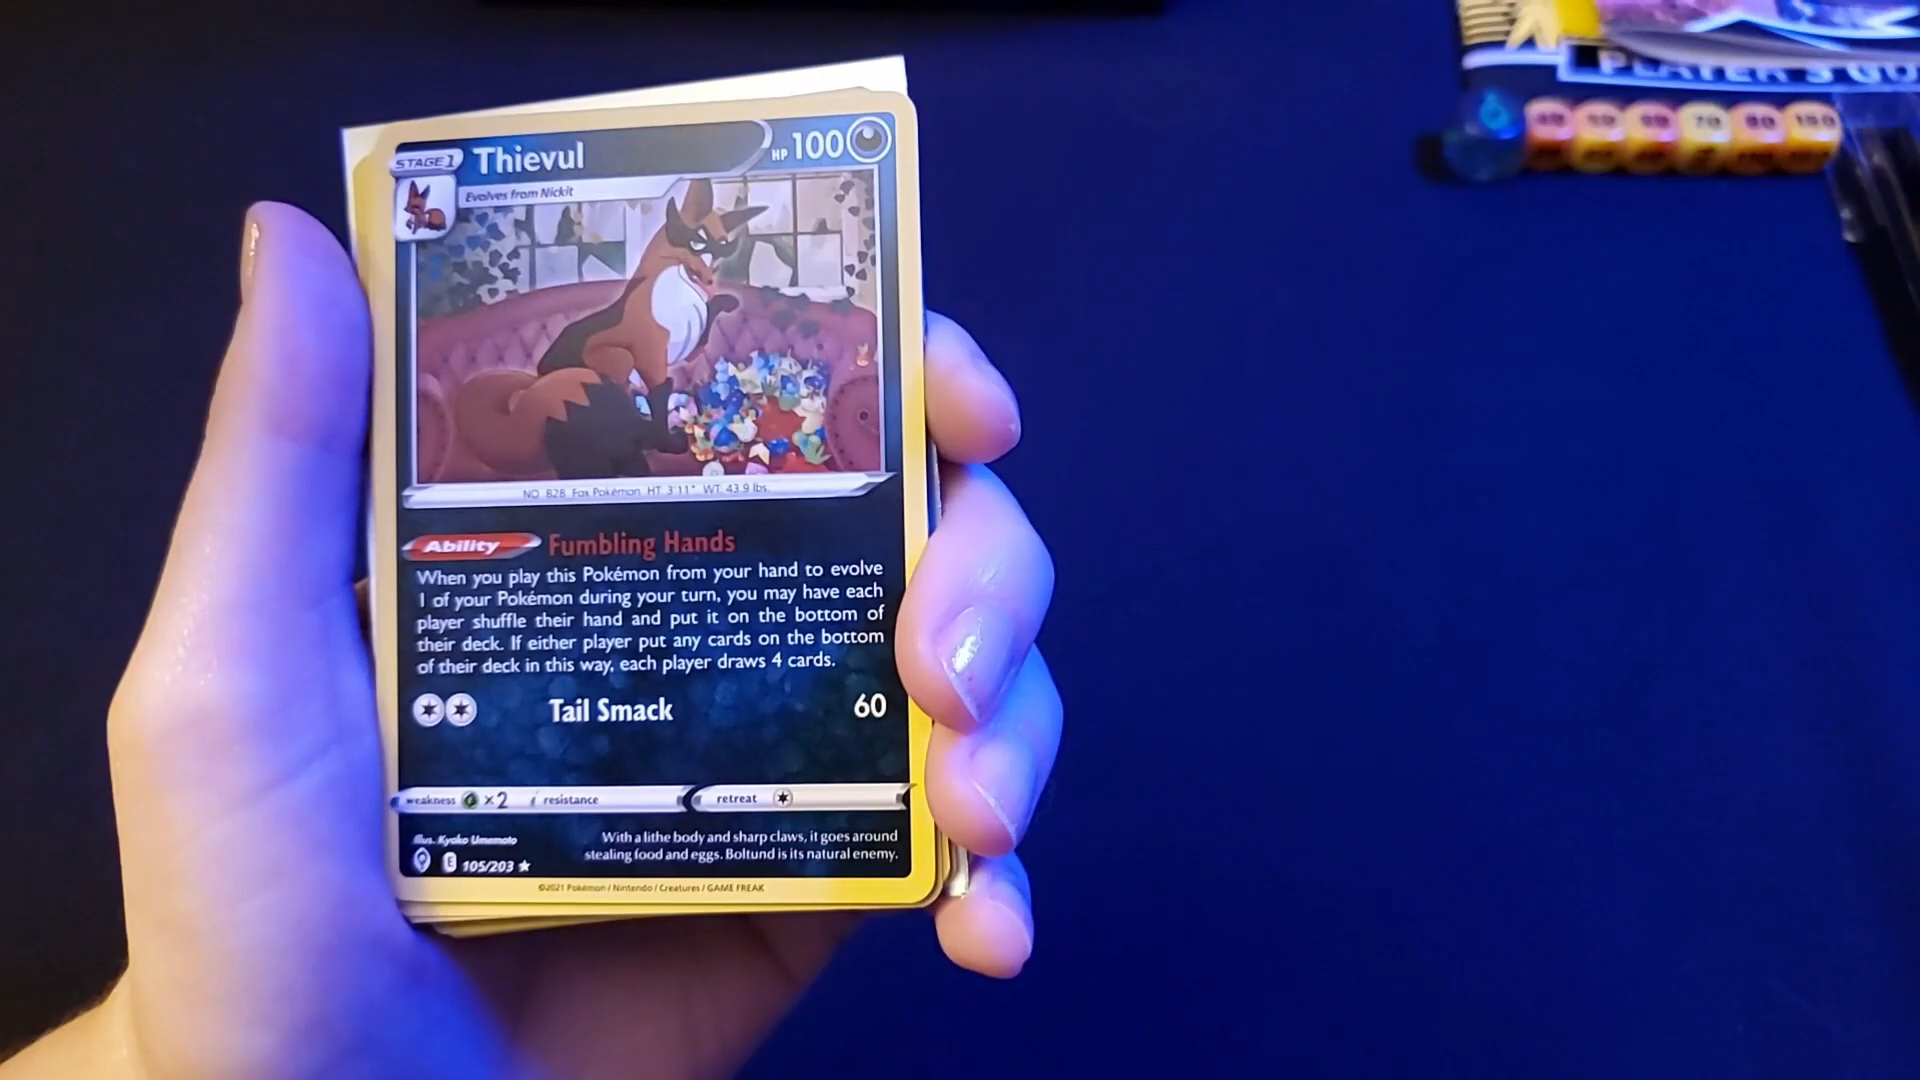 PLAYER'S GU
70
80
STAGE 1
Thievul
HP 100
Evolves from Nickit
NO. 828 Fox Pokémon HT: 3'11" WT: 43.9 lbs.
Ability Fumbling Hands
When you play this Pokémon from your hand to evolve
1 of your Pokémon during your turn, you may have each
player shuffle their hand and put it on the bottom of
their deck. If either player put any cards on the bottom
of their deck in this way, each player draws 4 cards.
Tail Smack 60
weakness ×2 resistance retreat
Illus. Kyoko Umemoto
With a lithe body and sharp claws, it goes around
stealing food and eggs. Boltund is its natural enemy.
E 105/203 ★
©2021 Pokémon / Nintendo / Creatures / GAME FREAK